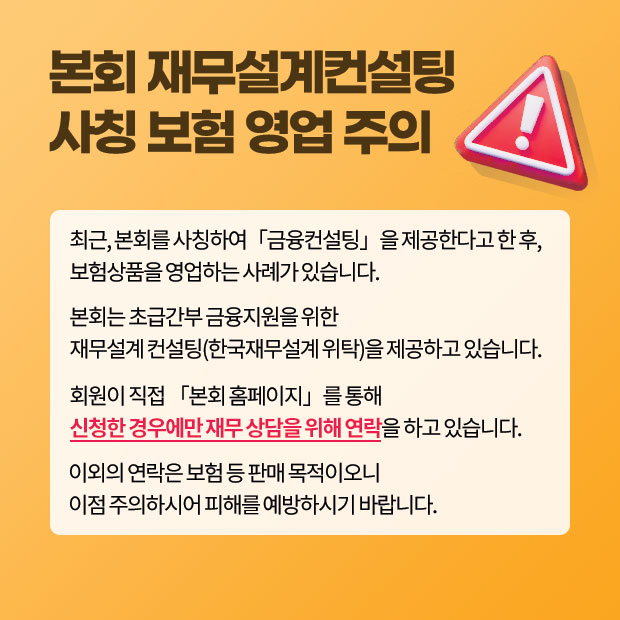 본회 재무설계컨설팅
사칭 보험 영업 주의
최근, 본회를 사칭하여 「금융컨설팅」을 제공한다고 한 후,
보험상품을 영업하는 사례가 있습니다.
본회는 초급간부 금융지원을 위한
재무설계 컨설팅(한국재무설계 위탁)을 제공하고 있습니다.
회원이 직접 「본회 홈페이지」를 통해
신청한 경우에만 재무 상담을 위해 연락을 하고 있습니다.
이외의 연락은 보험 등 판매 목적이오니
이점 주의하시어 피해를 예방하시기 바랍니다.